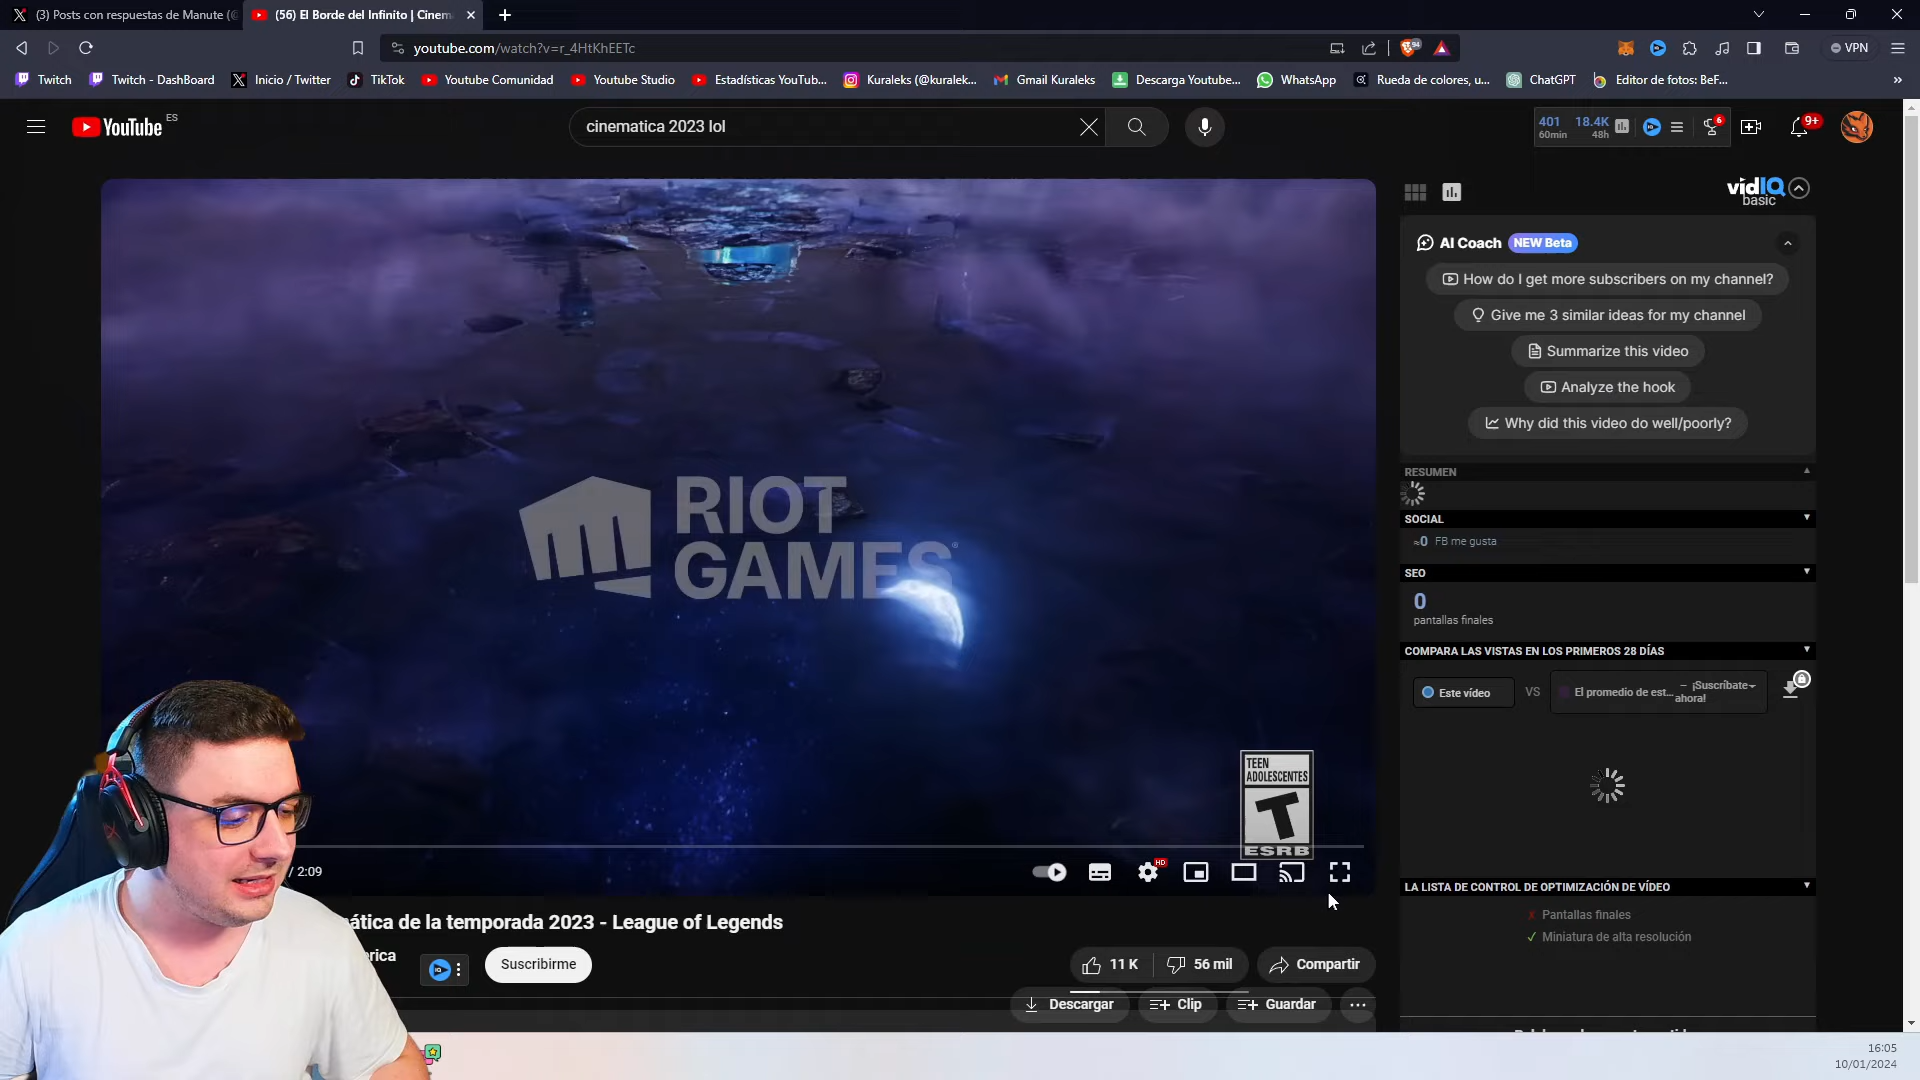 (3) Posts con respuestas de Manute (@
(56) El Borde del Infinito | Cinem
youtube.com/watch?v=r_4HtKhEETc
94
VPN
Twitch
Twitch - DashBoard
Inicio / Twitter
TikTok
Youtube Comunidad
Youtube Studio
Estadísticas YouTub...
Kuraleks (@kuralek...
Gmail Kuraleks
Descarga Youtube...
WhatsApp
Rueda de colores, u...
ChatGPT
Editor de fotos: BeF...
»
YouTube ES
cinematica 2023 lol
401
60min
18.4K
48h
6
9+
RIOT
GAMES
TEEN
ADOLESCENTES
T
ESRB
/ 2:09
HD
ática de la temporada 2023 - League of Legends
erica
Suscribirme
11 K
56 mil
Compartir
Descargar
Clip
Guardar
...
vidIQ
basic
AI Coach NEW Beta
How do I get more subscribers on my channel?
Give me 3 similar ideas for my channel
Summarize this video
Analyze the hook
Why did this video do well/poorly?
RESUMEN
SOCIAL
≈0 FB me gusta
SEO
0
pantallas finales
COMPARA LAS VISTAS EN LOS PRIMEROS 28 DÍAS
Este vídeo
VS
El promedio de est...
– ¡Suscríbate
ahora!
LA LISTA DE CONTROL DE OPTIMIZACIÓN DE VÍDEO
✗ Pantallas finales
✓ Miniatura de alta resolución
16:05
10/01/2024